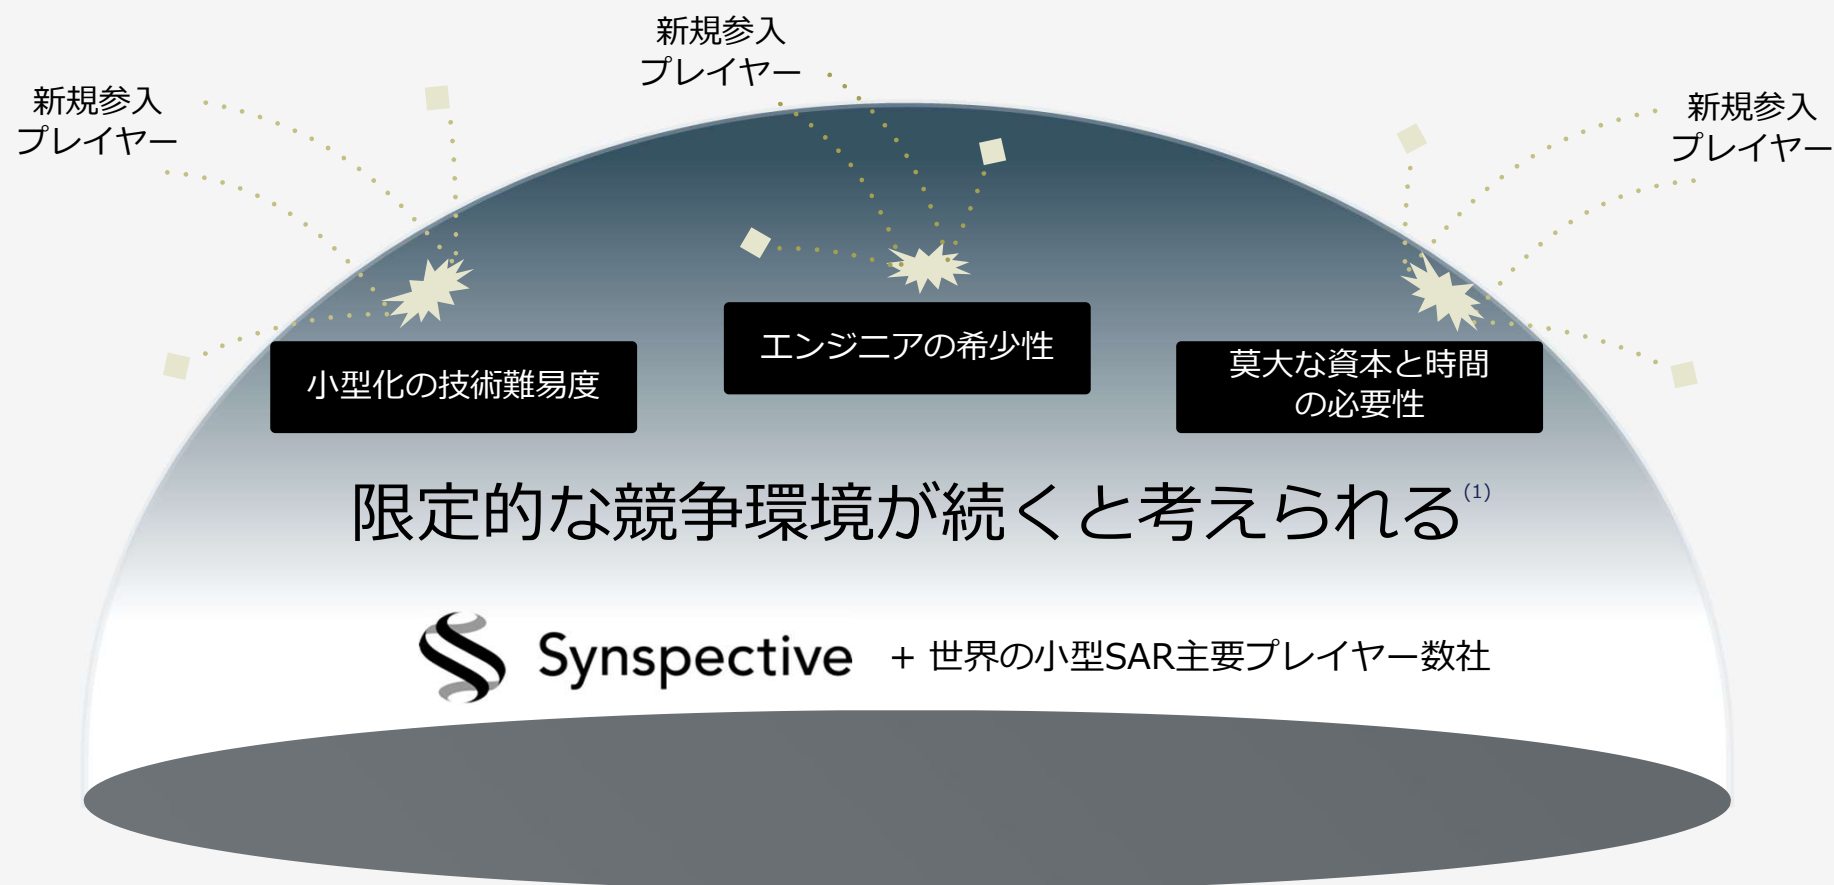 新規参入
プレイヤー
新規参入
プレイヤー
新規参入
プレイヤー
小型化の技術難易度
エンジニアの希少性
莫大な資本と時間
の必要性
限定的な競争環境が続くと考えられる(1)
Synspective + 世界の小型SAR主要プレイヤー数社